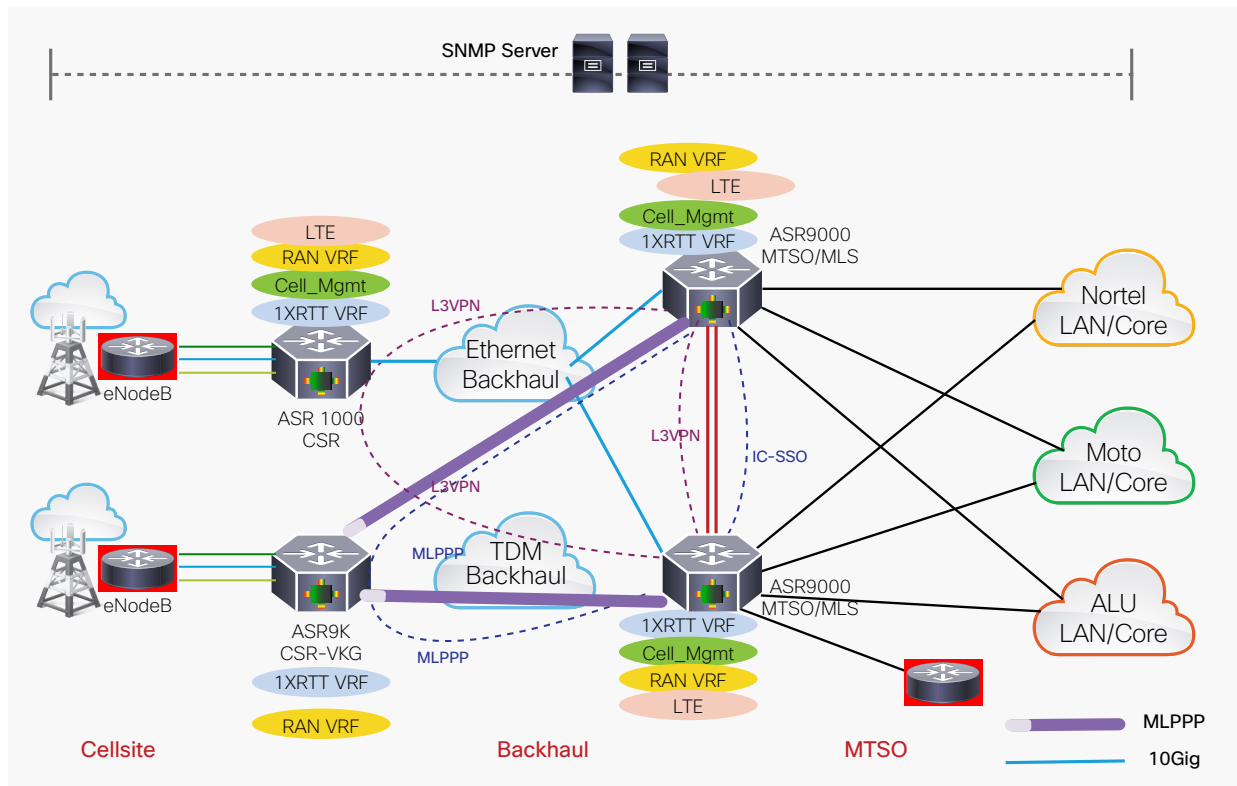 SNMP Server
RAN VRF
LTE
Cell_Mgmt
1XRTT VRF
ASR9000
MTSO/MLS
LTE
RAN VRF
Cell_Mgmt
1XRTT VRF
eNodeB
ASR 1000
CSR
L3VPN
Ethernet
Backhaul
L3VPN
L3VPN
IC-SSO
Nortel
LAN/Core
Moto
LAN/Core
ALU
LAN/Core
eNodeB
ASR9K
CSR-VKG
1XRTT VRF
RAN VRF
MLPPP
TDM
Backhaul
MLPPP
ASR9000
MTSO/MLS
1XRTT VRF
Cell_Mgmt
RAN VRF
LTE
Cellsite
Backhaul
MTSO
MLPPP
10Gig